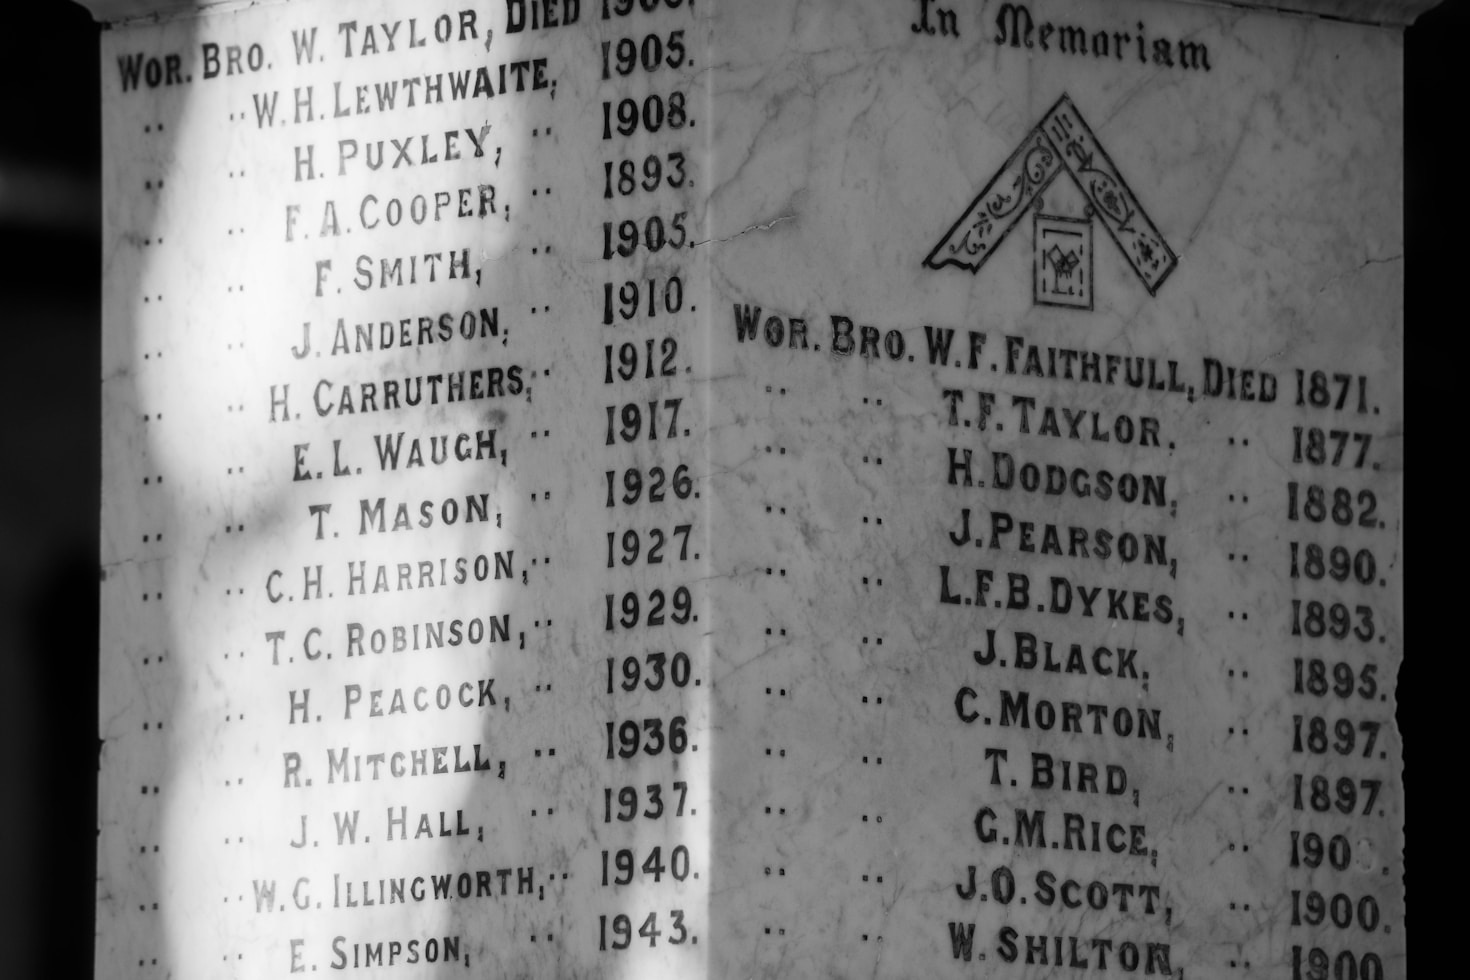 WOR. BRO. W. TAYLOR, DIED
.. .. W. H. LEWTHWAITE, 1905.
.. .. H. PUXLEY, .. 1908.
.. .. F. A. COOPER, .. 1893.
.. .. F. SMITH, .. 1905.
.. .. J. ANDERSON, .. 1910.
.. .. H. CARRUTHERS, .. 1912.
.. .. E. L. WAUGH, .. 1917.
.. .. T. MASON, .. 1926.
.. .. C. H. HARRISON, .. 1927.
.. .. T. C. ROBINSON, .. 1929.
.. .. H. PEACOCK, .. 1930.
.. .. R. MITCHELL, .. 1936.
.. .. J. W. HALL, .. 1937.
.. .. W. G. ILLINGWORTH, .. 1940.
.. .. E. SIMPSON, .. 1943.
In Memoriam
WOR. BRO. W. F. FAITHFULL, DIED 1871.
.. .. T. F. TAYLOR. .. 1877.
.. .. H. DODGSON, .. 1882.
.. .. J. PEARSON, .. 1890.
.. .. L. F. B. DYKES, .. 1893.
.. .. J. BLACK, .. 1895.
.. .. C. MORTON, .. 1897.
.. .. T. BIRD, .. 1897.
.. .. G. M. RICE, .. 190 .
.. .. J. O. SCOTT, .. 1900.
.. .. W. SHILTON, .. 1900